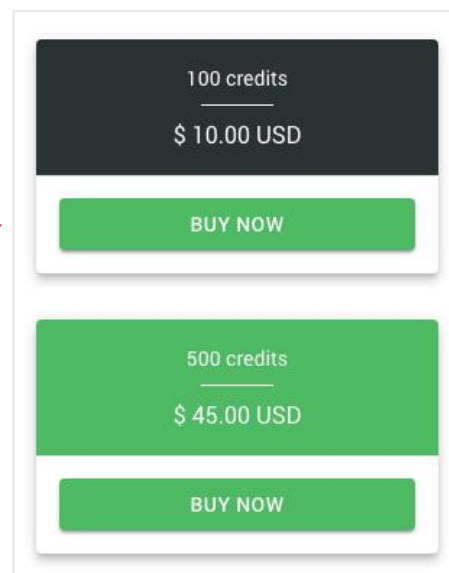 100 credits
$ 10.00 USD
BUY NOW
500 credits
$ 45.00 USD
BUY NOW